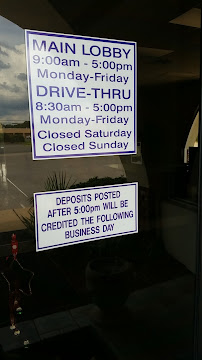 MAIN LOBBY
9:00am - 5:00pm
Monday-Friday
DRIVE-THRU
8:30am - 5:00pm
Monday-Friday
Closed Saturday
Closed Sunday
DEPOSITS POSTED
AFTER 5:00pm WILL BE
CREDITED THE FOLLOWING
BUSINESS DAY